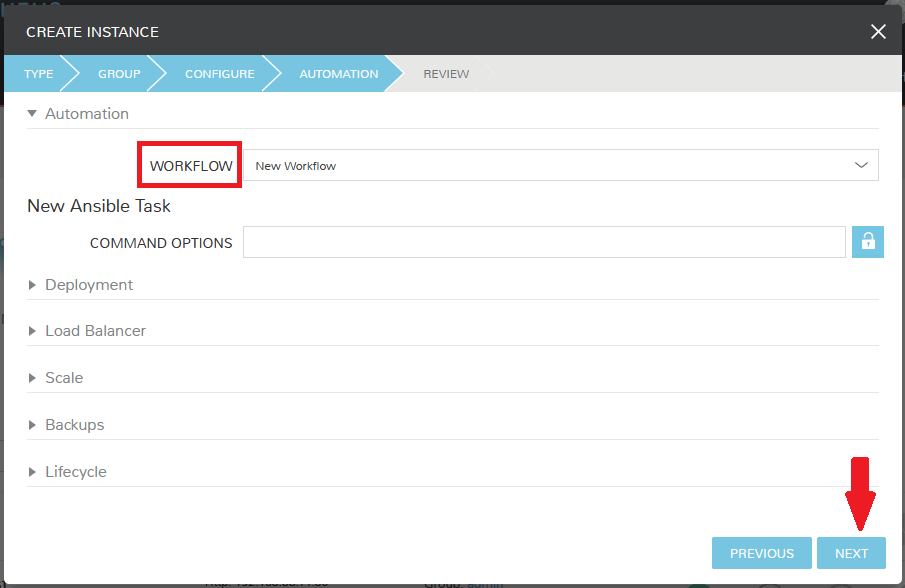 CREATE INSTANCE
TYPE GROUP CONFIGURE AUTOMATION REVIEW
Automation
WORKFLOW New Workflow
New Ansible Task
COMMAND OPTIONS
Deployment
Load Balancer
Scale
Backups
Lifecycle
PREVIOUS NEXT